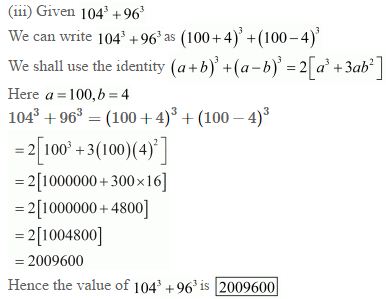 (iii) Given 104³ + 96³
We can write 104³ + 96³ as (100 + 4)³ + (100 – 4)³
We shall use the identity (a + b)³ + (a – b)³ = 2[a³ + 3ab²]
Here a = 100, b = 4
104³ + 96³ = (100 + 4)³ + (100 − 4)³
= 2[100³ + 3(100)(4)²]
= 2[1000000 + 300 × 16]
= 2[1000000 + 4800]
= 2[1004800]
= 2009600
Hence the value of 104³ + 96³ is 2009600